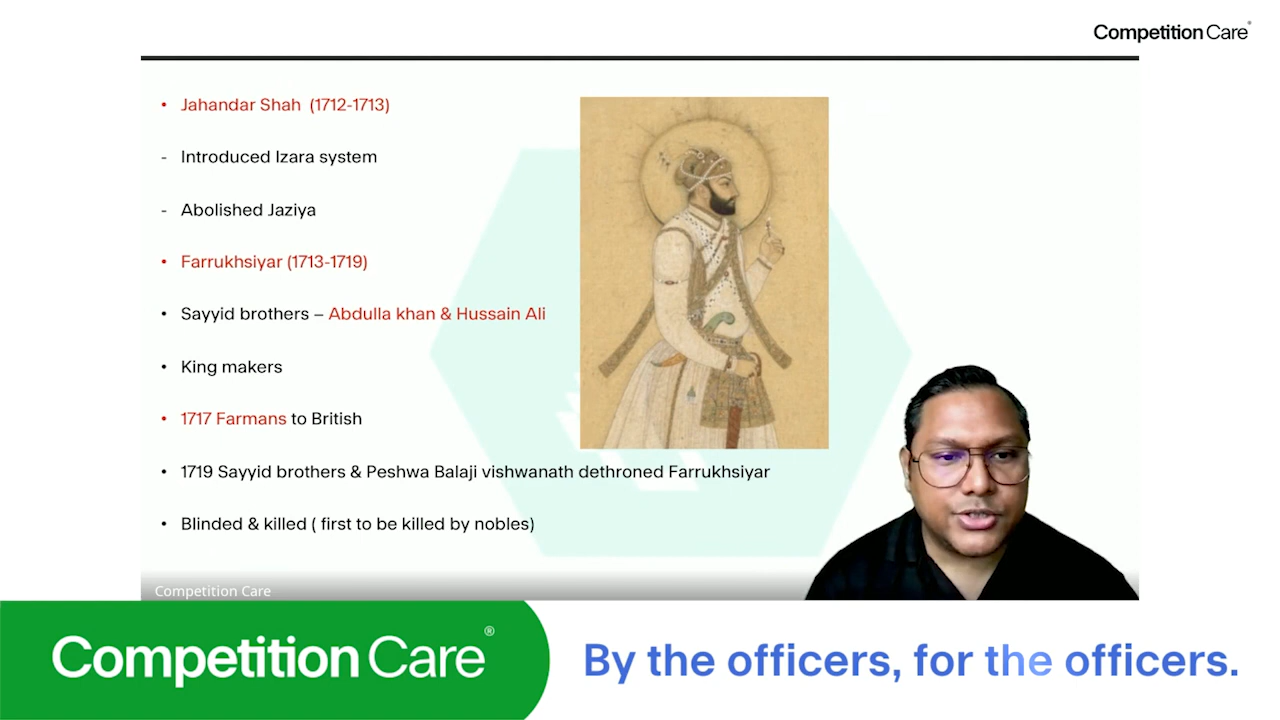 Competition Care®
• Jahandar Shah (1712-1713)
- Introduced Izara system
- Abolished Jaziya
• Farrukhsiyar (1713-1719)
• Sayyid brothers – Abdulla khan & Hussain Ali
• King makers
• 1717 Farmans to British
• 1719 Sayyid brothers & Peshwa Balaji vishwanath dethroned Farrukhsiyar
• Blinded & killed ( first to be killed by nobles)
Competition Care
Competition Care®
By the officers, for the officers.